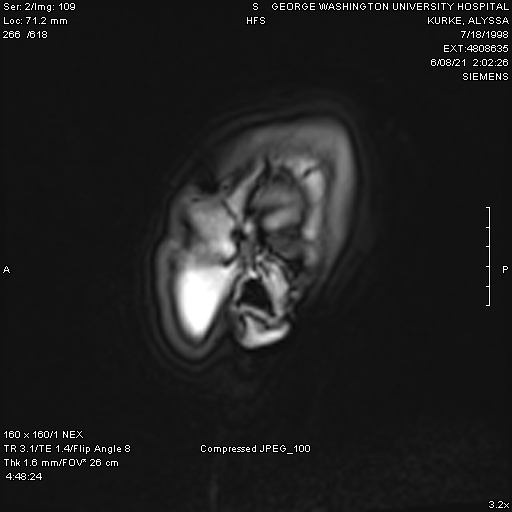 Ser: 2/Img: 109
Loc: 71.2 mm
266 /618
S
HFS
GEORGE WASHINGTON UNIVERSITY HOSPITAL
KURKE, ALYSSA
7/18/1998
EXT:4808635
6/08/21 2:02:26
SIEMENS
A
P
160 x 160/1 NEX
TR 3.1/TE 1.4/Flip Angle 8
Thk 1.6 mm/FOV* 26 cm
4:48:24
Compressed JPEG_100
3.2x